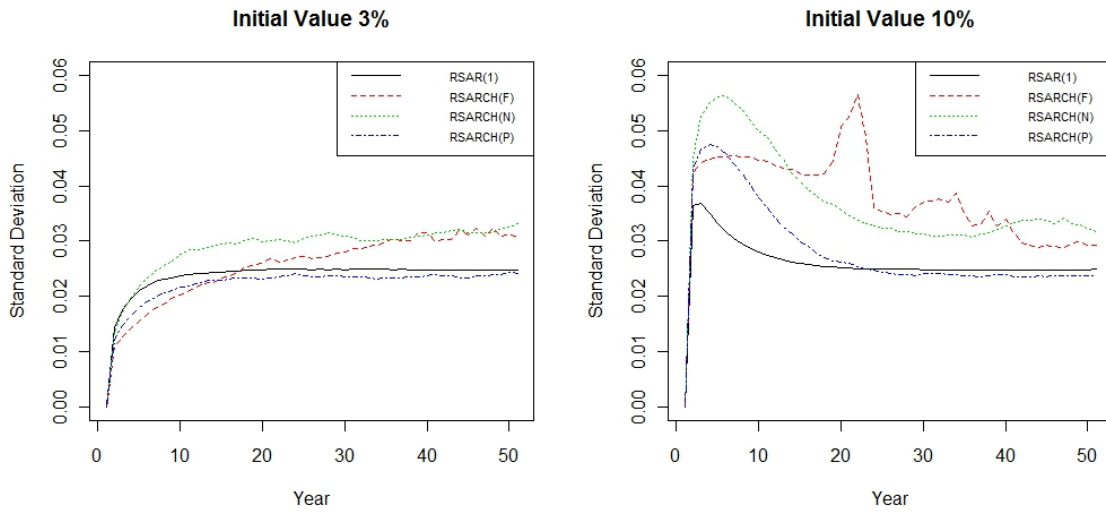 Initial Value 3%
Standard Deviation
0.06
0.05
0.04
0.03
0.02
0.01
0.00
RSAR(1)
RSARCH(F)
RSARCH(N)
RSARCH(P)
0 10 20 30 40 50
Year
Initial Value 10%
Standard Deviation
0.06
0.05
0.04
0.03
0.02
0.01
0.00
RSAR(1)
RSARCH(F)
RSARCH(N)
RSARCH(P)
0 10 20 30 40 50
Year